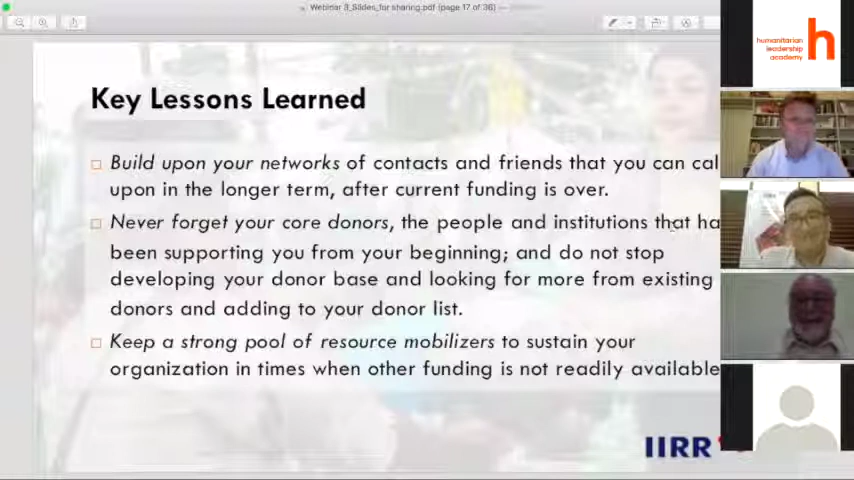 Webinar 3_Slides_for sharing.pdf (page 17 of 36)
humanitarian
leadership
academy
h
Key Lessons Learned
Build upon your networks of contacts and friends that you can cal
upon in the longer term, after current funding is over.
Never forget your core donors, the people and institutions that ha
been supporting you from your beginning; and do not stop
developing your donor base and looking for more from existing
donors and adding to your donor list.
Keep a strong pool of resource mobilizers to sustain your
organization in times when other funding is not readily available
IIRR